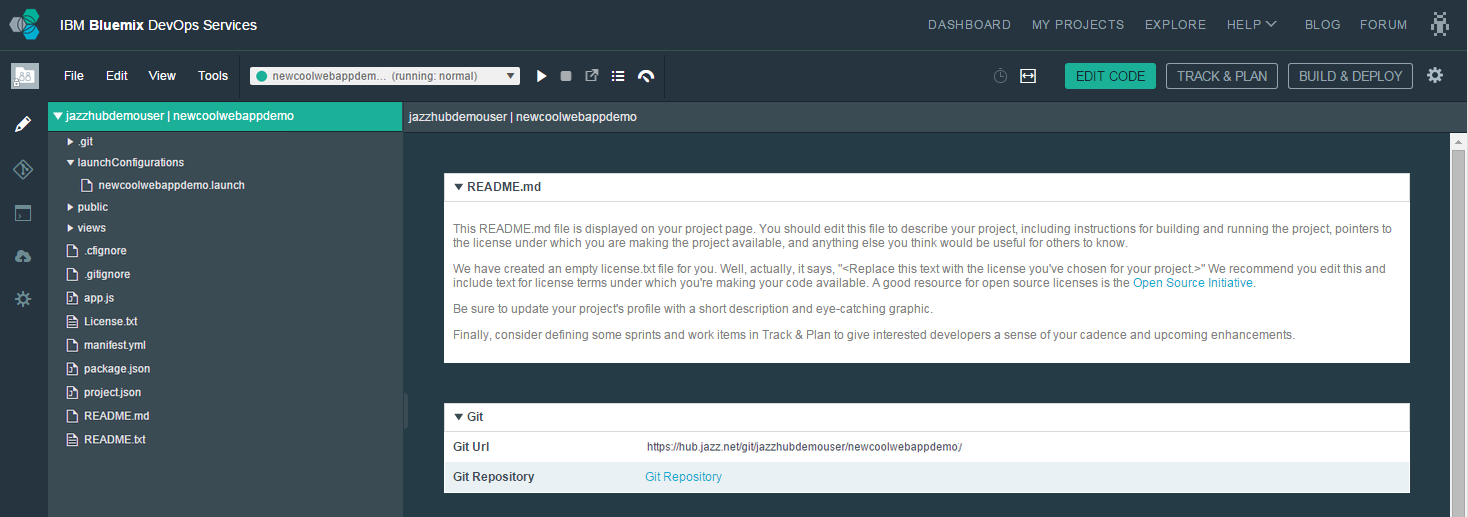 IBM Bluemix DevOps Services
DASHBOARD MY PROJECTS EXPLORE HELP BLOG FORUM
File Edit View Tools newcoolwebappdem... (running: normal) EDIT CODE TRACK & PLAN BUILD & DEPLOY
jazzhubdemouser | newcoolwebappdemo
jazzhubdemouser | newcoolwebappdemo
.git
launchConfigurations
newcoolwebappdemo.launch
public
views
.cfignore
.gitignore
app.js
License.txt
manifest.yml
package.json
project.json
README.md
README.txt
README.md
This README.md file is displayed on your project page. You should edit this file to describe your project, including instructions for building and running the project, pointers to
the license under which you are making the project available, and anything else you think would be useful for others to know.
We have created an empty license.txt file for you. Well, actually, it says, "<Replace this text with the license you've chosen for your project.>" We recommend you edit this and
include text for license terms under which you're making your code available. A good resource for open source licenses is the Open Source Initiative.
Be sure to update your project's profile with a short description and eye-catching graphic.
Finally, consider defining some sprints and work items in Track & Plan to give interested developers a sense of your cadence and upcoming enhancements.
Git
Git Url https://hub.jazz.net/git/jazzhubdemouser/newcoolwebappdemo/
Git Repository Git Repository